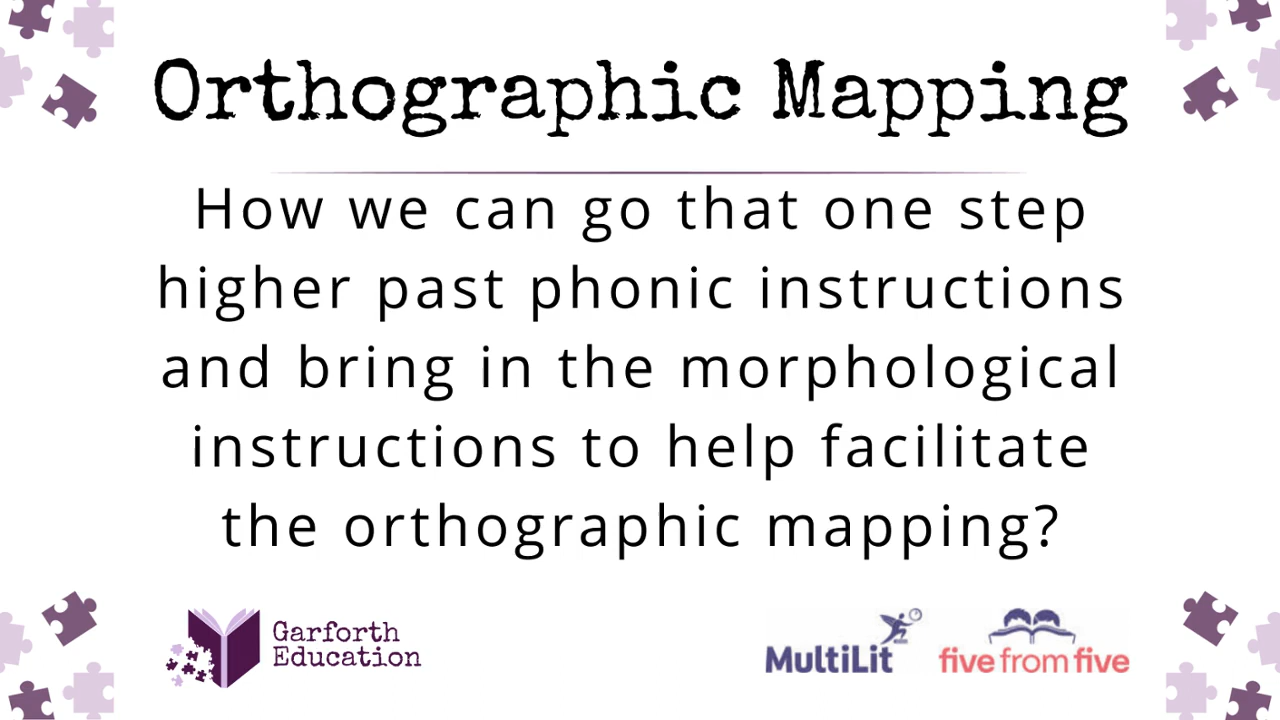 Orthographic Mapping
How we can go that one step
higher past phonic instructions
and bring in the morphological
instructions to help facilitate
the orthographic mapping?
Garforth
Education
MultiLit
five from five